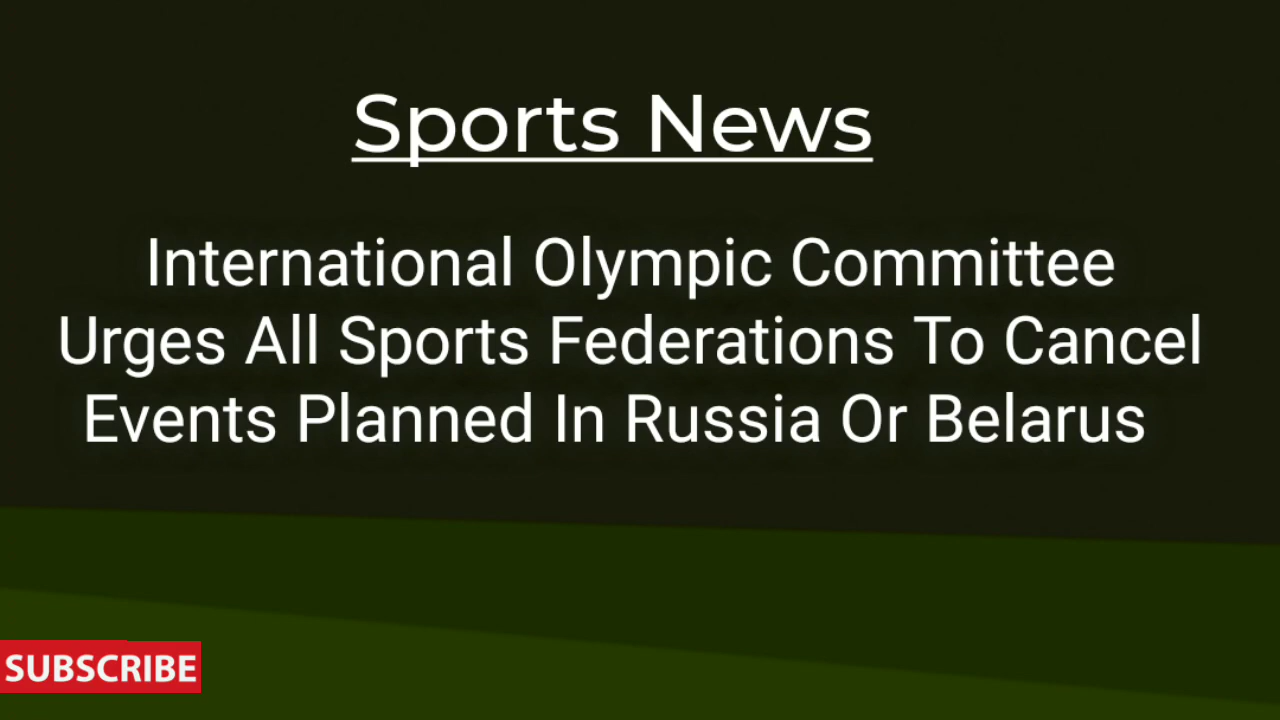 Sports News
International Olympic Committee
Urges All Sports Federations To Cancel
Events Planned In Russia Or Belarus
SUBSCRIBE